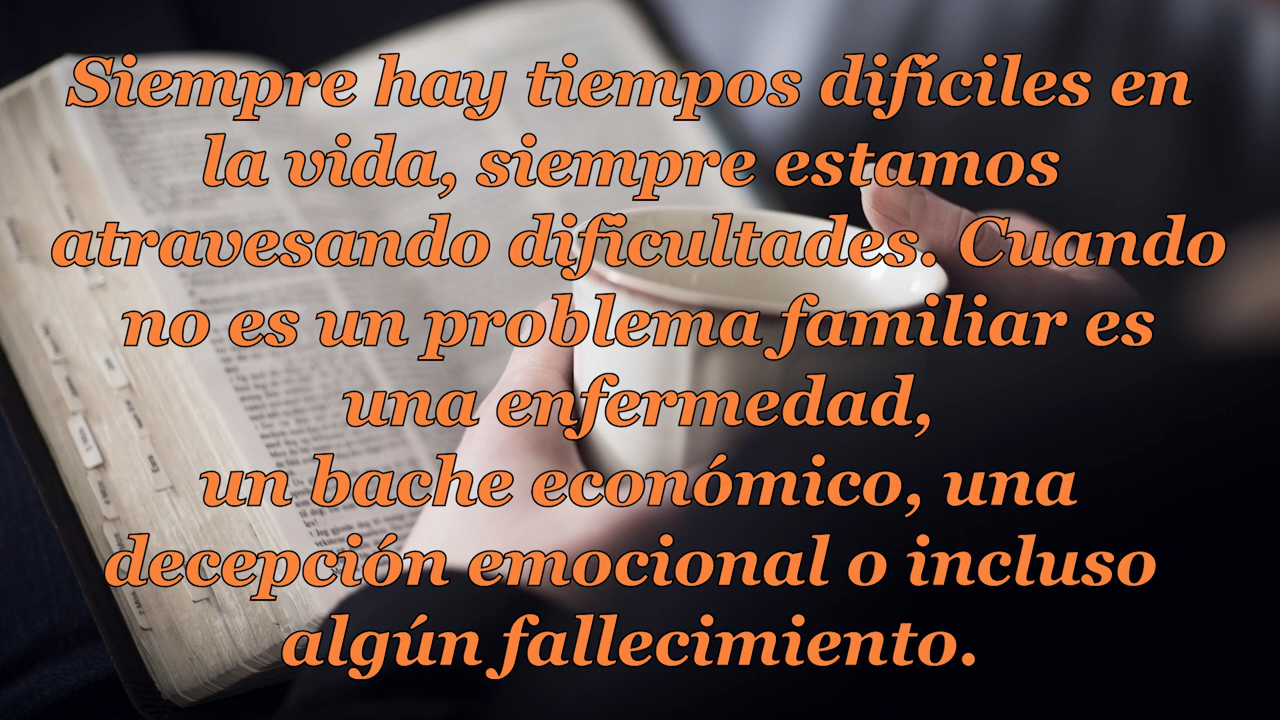 Siempre hay tiempos difíciles en
la vida, siempre estamos
atravesando dificultades. Cuando
no es un problema familiar es
una enfermedad,
un bache económico, una
decepción emocional o incluso
algún fallecimiento.